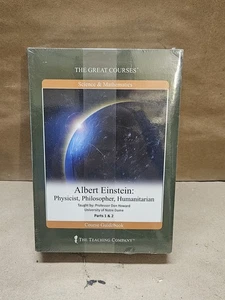 THE GREAT COURSES™
Science & Mathematics
Albert Einstein:
Physicist, Philosopher, Humanitarian
Taught by: Professor Don Howard
University of Notre Dame
Parts 1 & 2
Course Guidebook
THE TEACHING COMPANY®